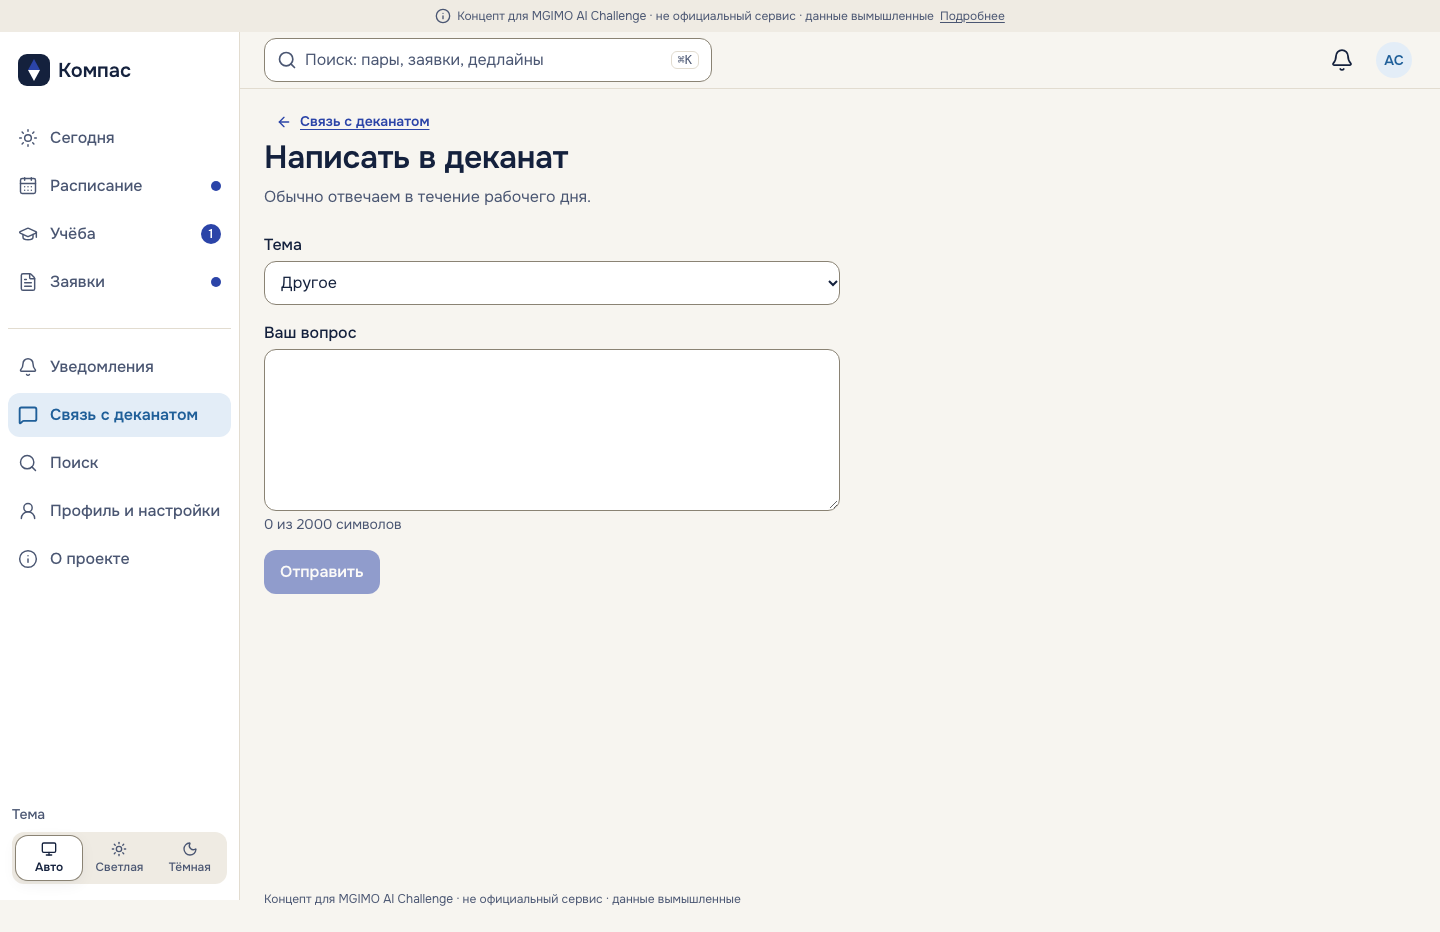 Концепт для MGIMO AI Challenge · не официальный сервис · данные вымышленные Подробнее
Компас
Поиск: пары, заявки, дедлайны ⌘K
АС
Сегодня
Расписание
Учёба 1
Заявки
Уведомления
Связь с деканатом
Поиск
Профиль и настройки
О проекте
Тема
Авто Светлая Тёмная
Связь с деканатом
Написать в деканат
Обычно отвечаем в течение рабочего дня.
Тема
Другое
Ваш вопрос
0 из 2000 символов
Отправить
Концепт для MGIMO AI Challenge · не официальный сервис · данные вымышленные